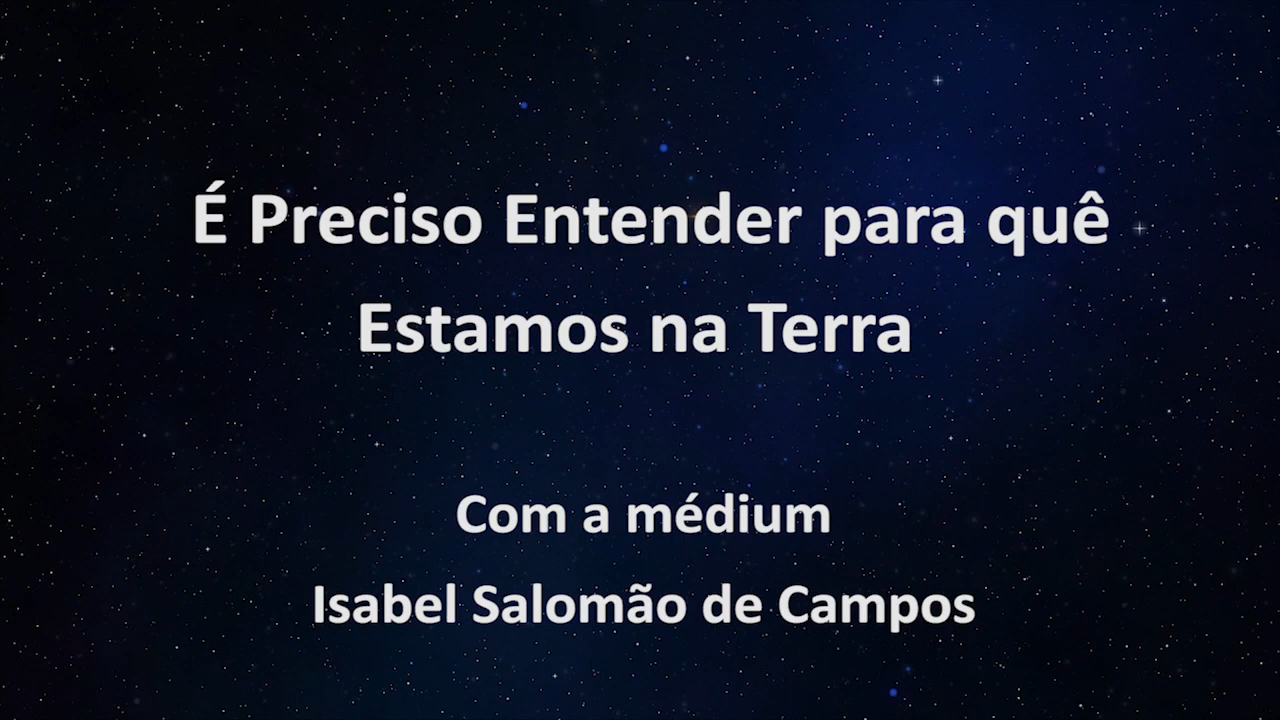 É Preciso Entender para quê
Estamos na Terra
Com a médium
Isabel Salomão de Campos